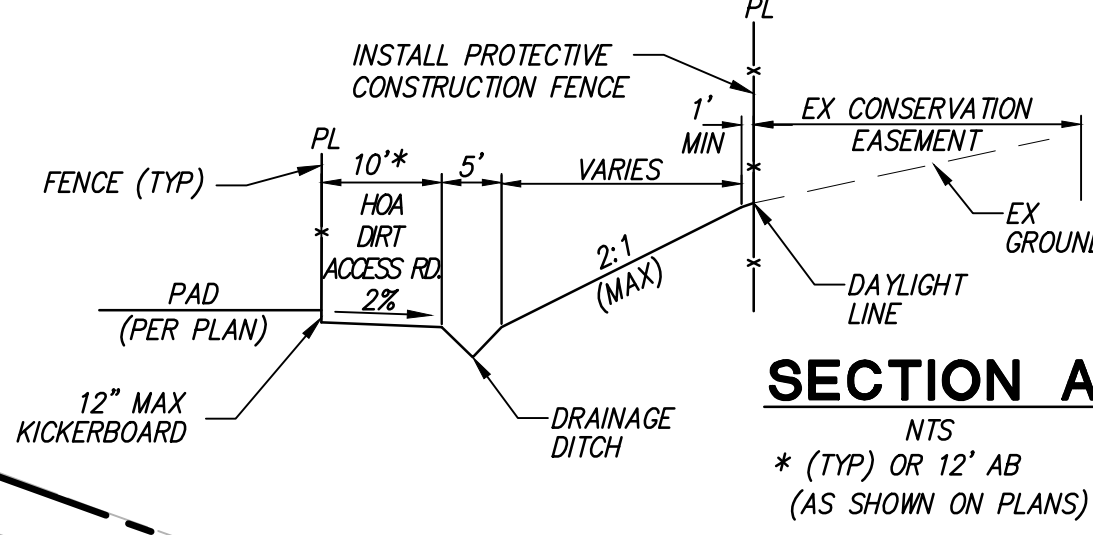 PL
INSTALL PROTECTIVE
CONSTRUCTION FENCE
1'
MIN
EX CONSERVATION
EASEMENT
PL
FENCE (TYP)
10'*
5'
VARIES
HOA
DIRT
ACCESS RD.
2%
2:1
(MAX)
EX
GROUND
PAD
(PER PLAN)
DAYLIGHT
LINE
12" MAX
KICKERBOARD
DRAINAGE
DITCH
SECTION A
NTS
* (TYP) OR 12' AB
(AS SHOWN ON PLANS)